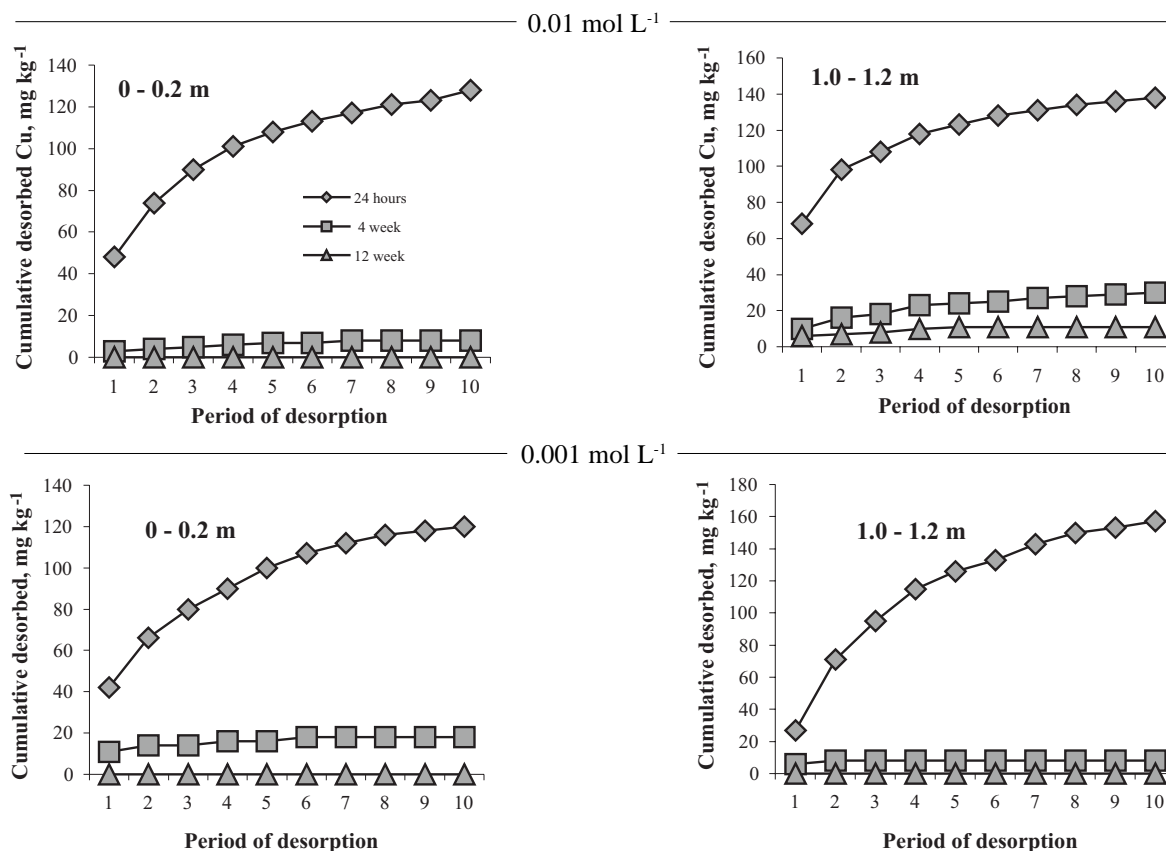 0.01 mol L-1
Cumulative desorbed Cu, mg kg-1
140
120
100
80
60
40
20
0
0 - 0.2 m
24 hours
4 week
12 week
1 2 3 4 5 6 7 8 9 10
Period of desorption
Cumulative desorbed Cu, mg kg-1
160
140
120
100
80
60
40
20
0
1.0 - 1.2 m
1 2 3 4 5 6 7 8 9 10
Period of desorption
0.001 mol L-1
Cumulative desorbed, mg kg-1
140
120
100
80
60
40
20
0
0 - 0.2 m
1 2 3 4 5 6 7 8 9 10
Period of desorption
Cumulative desorbed, mg kg-1
180
160
140
120
100
80
60
40
20
0
1.0 - 1.2 m
1 2 3 4 5 6 7 8 9 10
Period of desorption